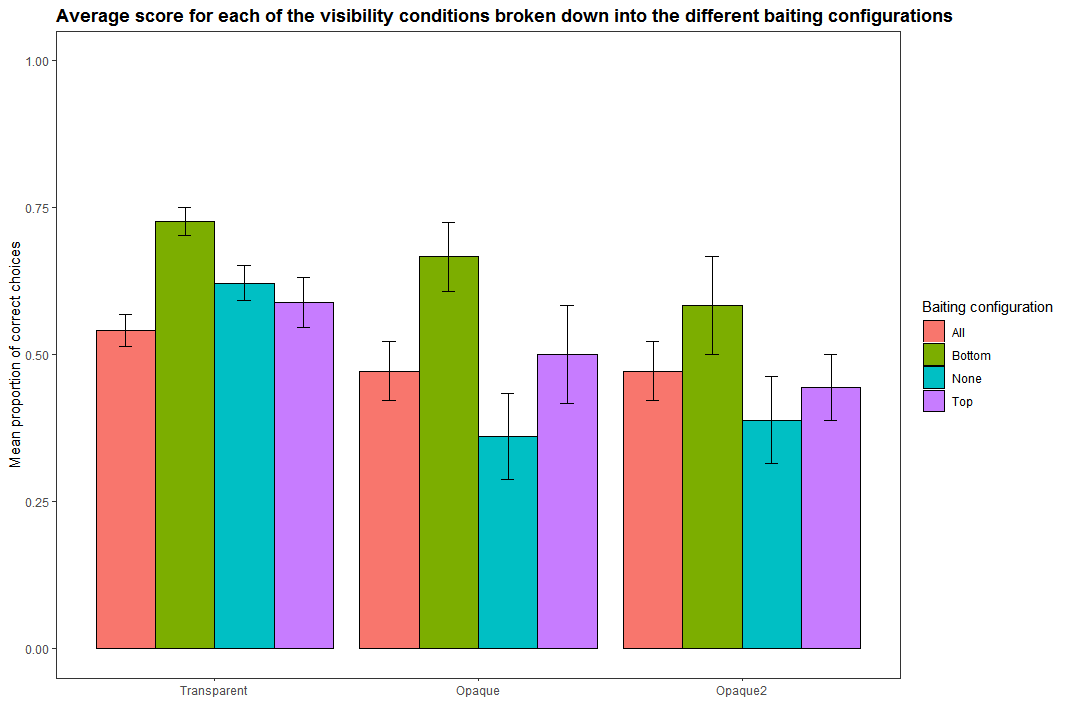 Average score for each of the visibility conditions broken down into the different baiting configurations
Mean proportion of correct choices
1.00
0.75
0.50
0.25
0.00
Transparent
Opaque
Opaque2
Baiting configuration
All
Bottom
None
Top